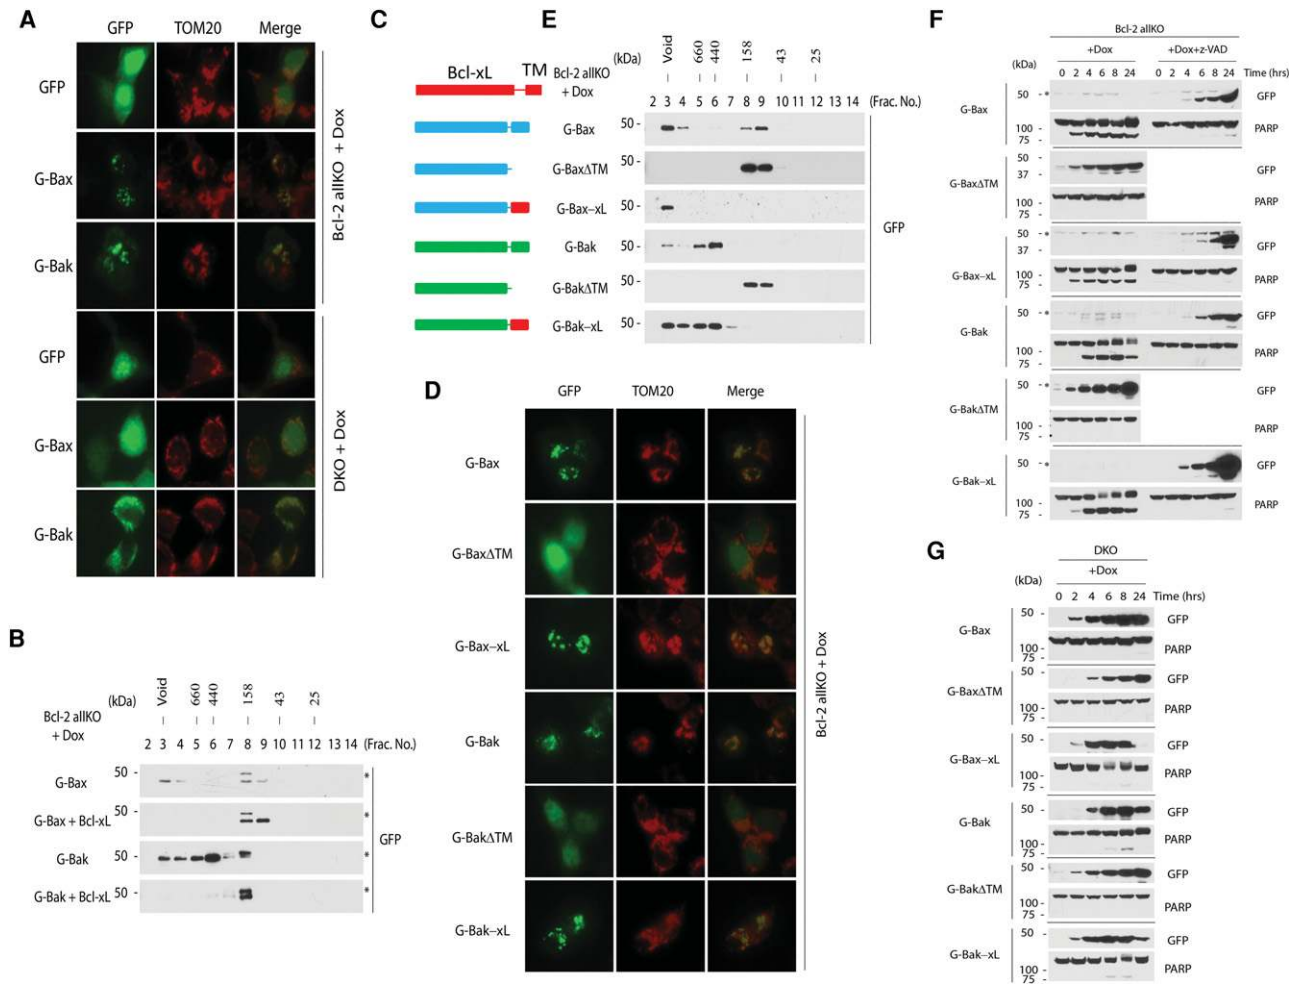 A
GFP TOM20 Merge
GFP
G-Bax
G-Bak
Bcl-2 allKO + Dox
GFP
G-Bax
G-Bak
DKO + Dox
B
(kDa) Void 660 440 158 43 25
Bcl-2 allKO
+ Dox
2 3 4 5 6 7 8 9 10 11 12 13 14 (Frac. No.)
G-Bax 50 - *
G-Bax + Bcl-xL 50 - *
G-Bak 50 - *
G-Bak + Bcl-xL 50 - *
GFP
C
Bcl-xL TM
E
(kDa) Void 660 440 158 43 25
Bcl-2 allKO
+ Dox
2 3 4 5 6 7 8 9 10 11 12 13 14 (Frac. No.)
G-Bax 50 -
G-BaxΔTM 50 -
G-Bax–xL 50 -
G-Bak 50 -
G-BakΔTM 50 -
G-Bak–xL 50 -
GFP
D
GFP TOM20 Merge
G-Bax
G-BaxΔTM
G-Bax–xL
G-Bak
G-BakΔTM
G-Bak–xL
Bcl-2 allKO + Dox
F
Bcl-2 allKO
+Dox +Dox+z-VAD
(kDa)
0 2 4 6 8 24 0 2 4 6 8 24 Time (hrs)
G-Bax
50 - * GFP
100 -
75 -
PARP
G-BaxΔTM
50 -
37 -
GFP
100 -
75 -
PARP
G-Bax–xL
50 - *
37 -
GFP
100 -
75 -
PARP
G-Bak
50 - * GFP
100 -
75 -
PARP
G-BakΔTM
50 - * GFP
100 -
75 -
PARP
G-Bak–xL
50 - * GFP
100 -
75 -
PARP
G
DKO
+Dox
(kDa)
0 2 4 6 8 24 Time (hrs)
G-Bax
50 - GFP
100 -
75 -
PARP
G-BaxΔTM
50 - GFP
100 -
75 -
PARP
G-Bax–xL
50 - GFP
100 -
75 -
PARP
G-Bak
50 - GFP
100 -
75 -
PARP
G-BakΔTM
50 - GFP
100 -
75 -
PARP
G-Bak–xL
50 - GFP
100 -
75 -
PARP